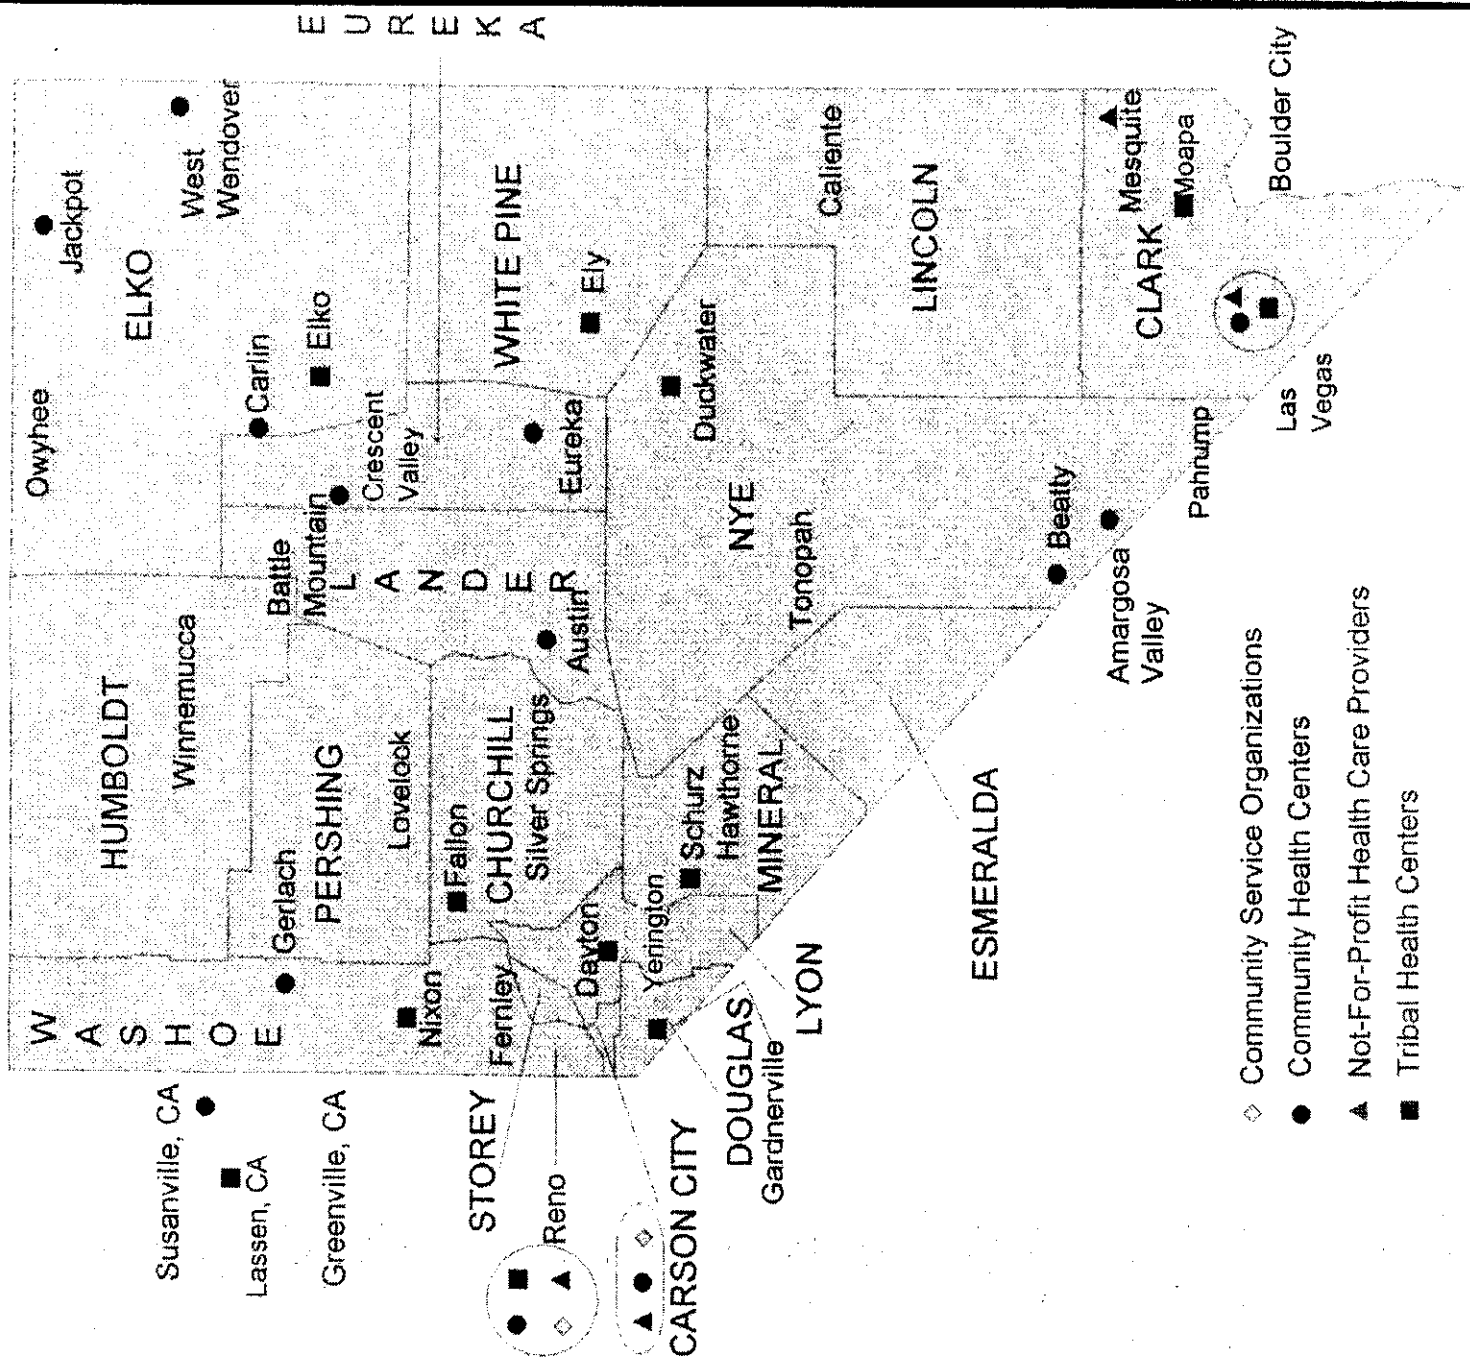 Susanville, CA
Lassen, CA
Greenville, CA
WASHOE
HUMBOLDT
Owyhee
Jackpot
ELKO
West
Wendover
Winnemucca
Gerlach
PERSHING
Battle
Mountain
Carlin
Elko
Crescent
Valley
EUREKA
LANDER
Lovelook
Nixon
Fallon
CHURCHILL
Silver Springs
Austin
Eureka
WHITE PINE
Ely
Fernley
Dayton
STOREY
Reno
CARSON CITY
Yerington
Schurz
Hawthorne
MINERAL
Duckwater
NYE
Tonopah
DOUGLAS
Gardnerville
LYON
Caliente
LINCOLN
ESMERALDA
Beatty
Amargosa
Valley
Mesquite
CLARK
Moapa
Pahrump
Las
Vegas
Boulder City
Community Service Organizations
Community Health Centers
Not-For-Profit Health Care Providers
Tribal Health Centers